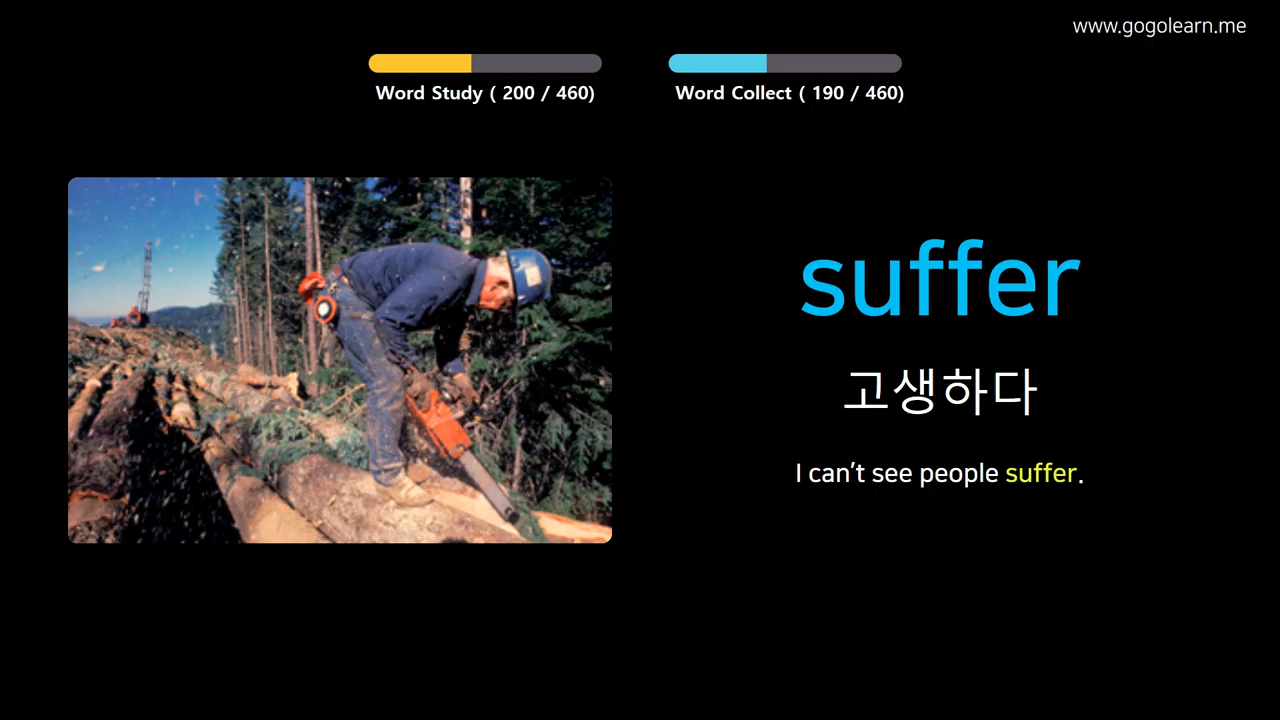 www.gogolearn.me
Word Study ( 200 / 460)
Word Collect ( 190 / 460)
suffer
고생하다
I can't see people suffer.